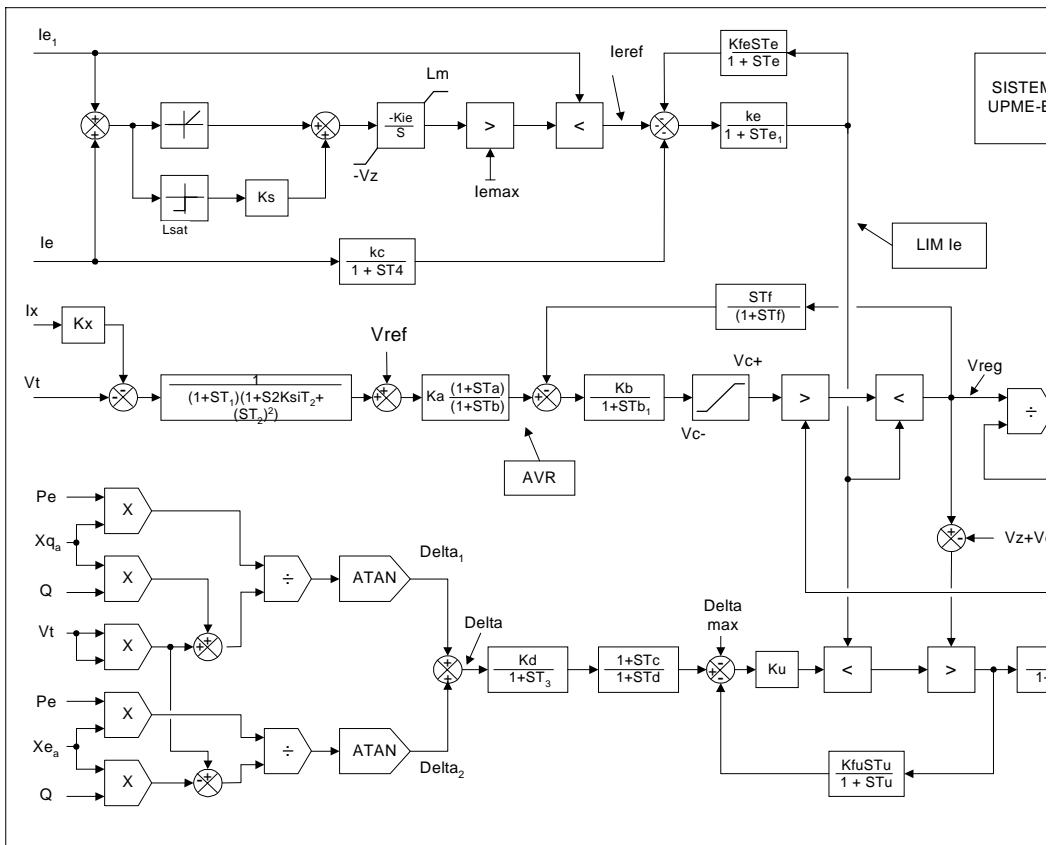 Ie1
KfeSTe
1 + STe
Ieref
Lm
SISTEM
UPME-E
-Kie
S
>
<
ke
1 + STe1
-Vz
Iemax
Ks
Lsat
Ie
kc
1 + ST4
LIM Ie
Ix
Kx
STf
(1+STf)
Vref
Vt
1
(1+ST1)(1+S2KsiT2+
(ST2)²)
Ka (1+STa)
(1+STb)
Kb
1+STb1
Vc+
Vc-
>
<
Vreg
÷
AVR
Pe
X
Xqa
X
Q
÷
ATAN
Delta1
Vz+V
Vt
X
Delta
Delta
max
Kd
1+ST3
1+STc
1+STd
Ku
<
>
1-
Pe
X
Xea
X
Q
÷
ATAN
Delta2
KfuSTu
1 + STu